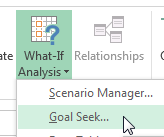 What-If Relationships
Analysis
Scenario Manager...
Goal Seek...